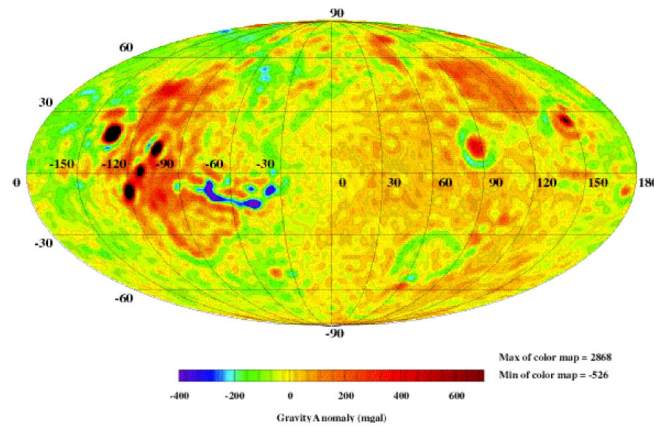 90
60
30
-150 -120 -90 -60 -30
0 0 30 60 90 120 150 180
-30
-60
-90
Max of color map = 2868
Min of color map = -526
-400 -200 0 200 400 600
Gravity Anomaly (mgal)